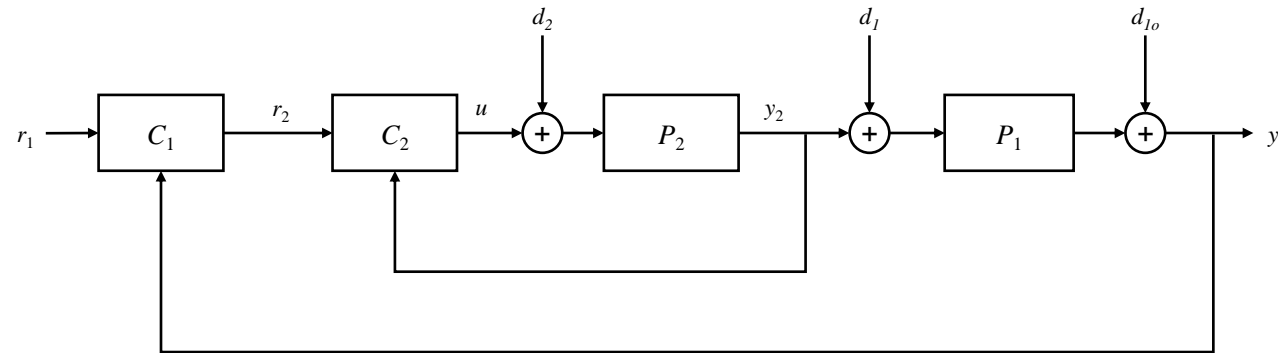 d₂ d₁ d₁ₒ
r₁ C₁ r₂ C₂ u + P₂ y₂ + P₁ + y